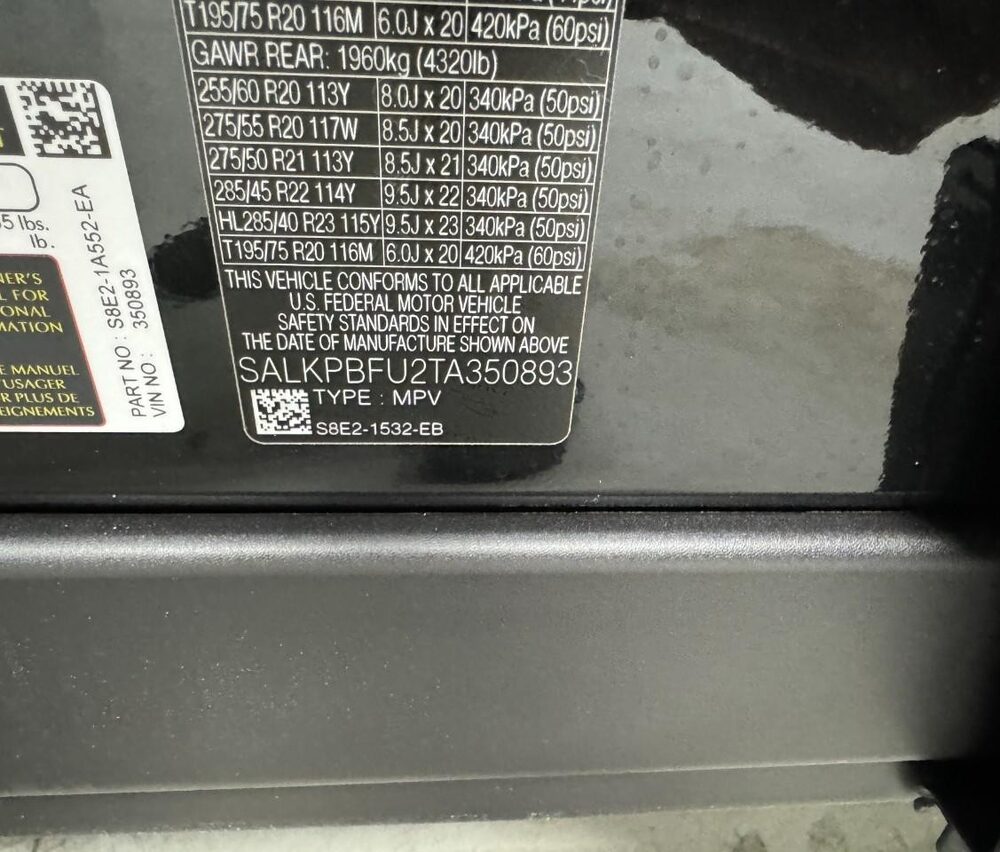 T195/75 R20 116M 6.0J x 20 420kPa (60psi)
GAWR REAR: 1960kg (4320lb)
255/60 R20 113Y 8.0J x 20 340kPa (50psi)
275/55 R20 117W 8.5J x 20 340kPa (50psi)
275/50 R21 113Y 8.5J x 21 340kPa (50psi)
285/45 R22 114Y 9.5J x 22 340kPa (50psi)
HL285/40 R23 115Y 9.5J x 23 340kPa (50psi)
T195/75 R20 116M 6.0J x 20 420kPa (60psi)
THIS VEHICLE CONFORMS TO ALL APPLICABLE
U.S. FEDERAL MOTOR VEHICLE
SAFETY STANDARDS IN EFFECT ON
THE DATE OF MANUFACTURE SHOWN ABOVE
SALKPBFU2TA350893
TYPE : MPV
S8E2-1532-EB
lbs.
lb.
FOR
MANUEL
PLUS DE
PART NO : S8E2-1A552-EA
VIN NO : 350893